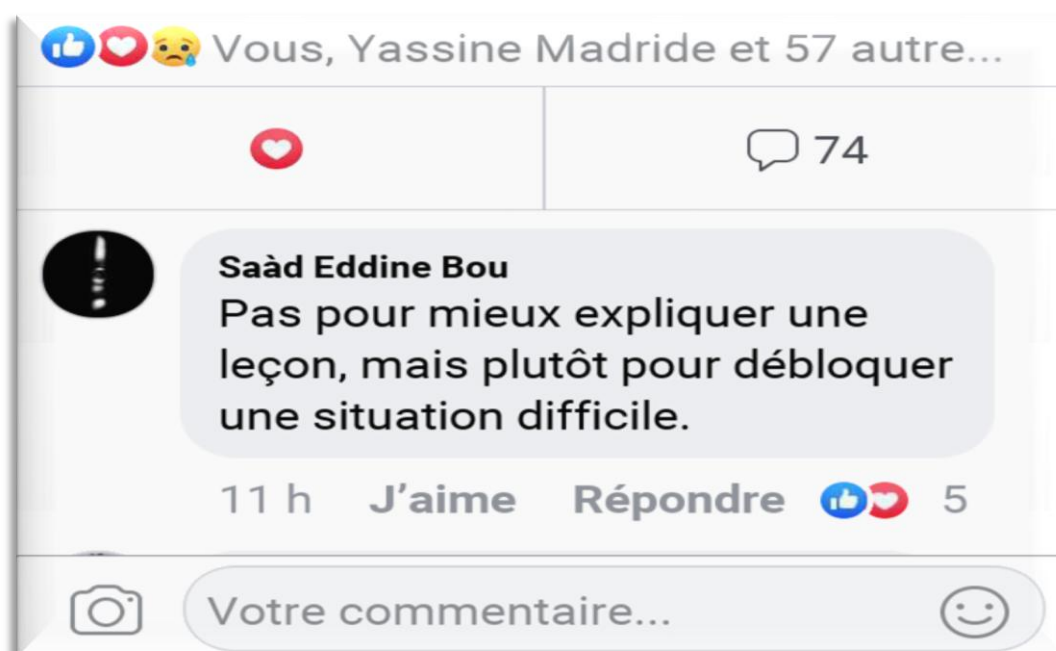 Vous, Yassine Madride et 57 autre...
74
Saàd Eddine Bou
Pas pour mieux expliquer une
leçon, mais plutôt pour débloquer
une situation difficile.
11 h J'aime Répondre 5
Votre commentaire...